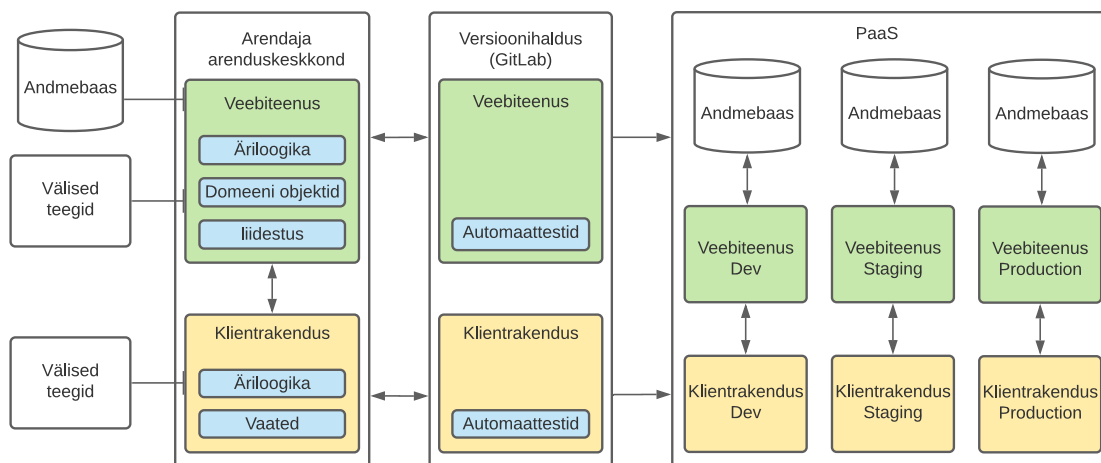 Andmebaas
Välised
teegid
Välised
teegid
Arendaja
arenduskeskkond
Veebiteenus
Äriloogika
Domeeni objektid
liidestus
Klientrakendus
Äriloogika
Vaated
Versioonihaldus
(GitLab)
Veebiteenus
Automaattestid
Klientrakendus
Automaattestid
PaaS
Andmebaas
Andmebaas
Andmebaas
Veebiteenus
Dev
Veebiteenus
Staging
Veebiteenus
Production
Klientrakendus
Dev
Klientrakendus
Staging
Klientrakendus
Production